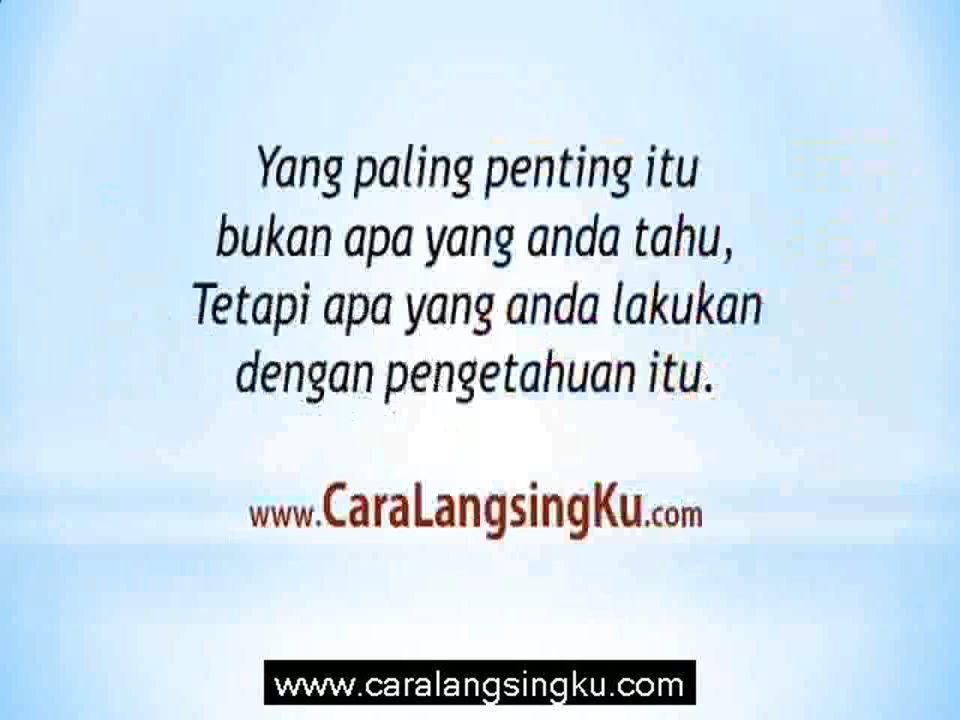 Yang paling penting itu
bukan apa yang anda tahu,
Tetapi apa yang anda lakukan
dengan pengetahuan itu.
www.CaraLangsingKu.com
www.caralangsingku.com